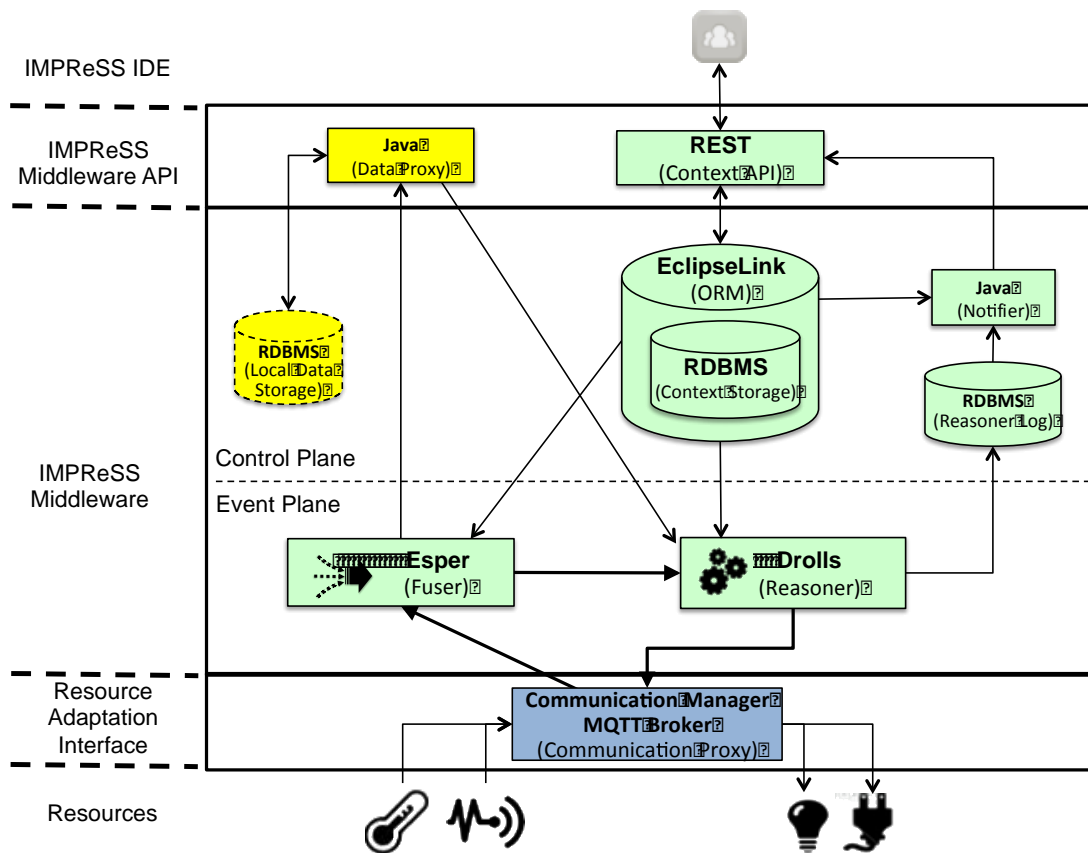 IMPReSS IDE
IMPReSS
Middleware API
Java
(Data Proxy)
REST
(Context API)
EclipseLink
(ORM)
Java
(Notifier)
RDBMS
(Local Data
Storage)
RDBMS
(Context Storage)
RDBMS
(Reasoner Log)
IMPReSS
Middleware
Control Plane
Event Plane
Esper
(Fuser)
Drolls
(Reasoner)
Resource
Adaptation
Interface
Communication Manager
MQTT Broker
(Communication Proxy)
Resources